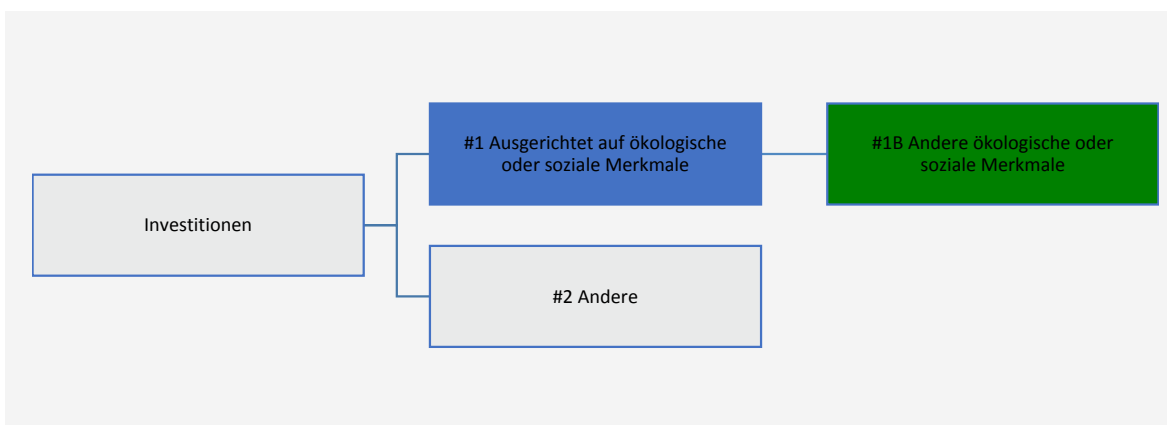 #1 Ausgerichtet auf ökologische
oder soziale Merkmale
#1B Andere ökologische oder
soziale Merkmale
Investitionen
#2 Andere